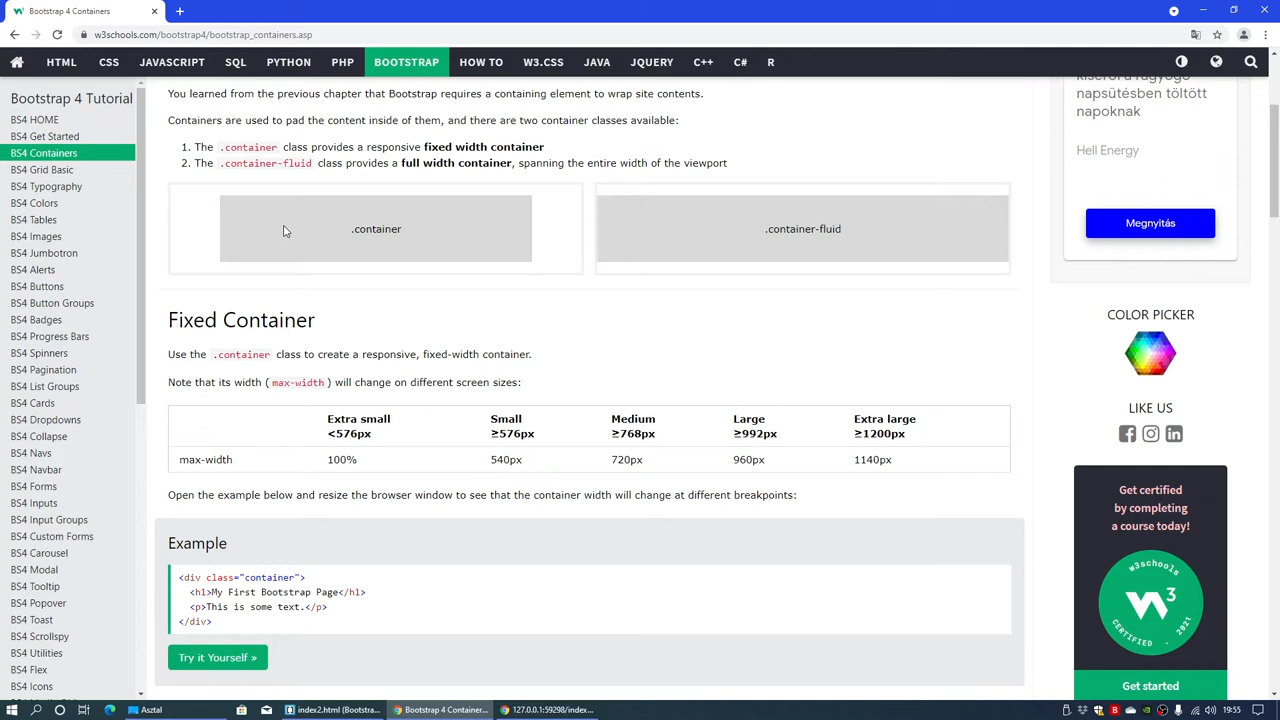 Bootstrap 4 Containers
w3schools.com/bootstrap4/bootstrap_containers.asp
HTML CSS JAVASCRIPT SQL PYTHON PHP BOOTSTRAP HOW TO W3.CSS JAVA JQUERY C++ C# R
Bootstrap 4 Tutorial
BS4 HOME
BS4 Get Started
BS4 Containers
BS4 Grid Basic
BS4 Typography
BS4 Colors
BS4 Tables
BS4 Images
BS4 Jumbotron
BS4 Alerts
BS4 Buttons
BS4 Button Groups
BS4 Badges
BS4 Progress Bars
BS4 Spinners
BS4 Pagination
BS4 List Groups
BS4 Cards
BS4 Dropdowns
BS4 Collapse
BS4 Navs
BS4 Navbar
BS4 Forms
BS4 Inputs
BS4 Input Groups
BS4 Custom Forms
BS4 Carousel
BS4 Modal
BS4 Tooltip
BS4 Popover
BS4 Toast
BS4 Scrollspy
BS4 Utilities
BS4 Flex
BS4 Icons
You learned from the previous chapter that Bootstrap requires a containing element to wrap site contents.
Containers are used to pad the content inside of them, and there are two container classes available:
1. The .container class provides a responsive fixed width container
2. The .container-fluid class provides a full width container, spanning the entire width of the viewport
.container .container-fluid
Fixed Container
Use the .container class to create a responsive, fixed-width container.
Note that its width (max-width) will change on different screen sizes:
Extra small Small Medium Large Extra large
<576px ≥576px ≥768px ≥992px ≥1200px
max-width 100% 540px 720px 960px 1140px
Open the example below and resize the browser window to see that the container width will change at different breakpoints:
Example
<div class="container">
<h1>My First Bootstrap Page</h1>
<p>This is some text.</p>
</div>
Try it Yourself »
napsütésben töltött
napoknak
Hell Energy
Megnyitás
COLOR PICKER
LIKE US
Get certified
by completing
a course today!
w3schools
W3
CERTIFIED . 2021
Get started
Asztal
index2.html (Bootstra...
Bootstrap 4 Container...
127.0.0.1:59298/index...
19:55